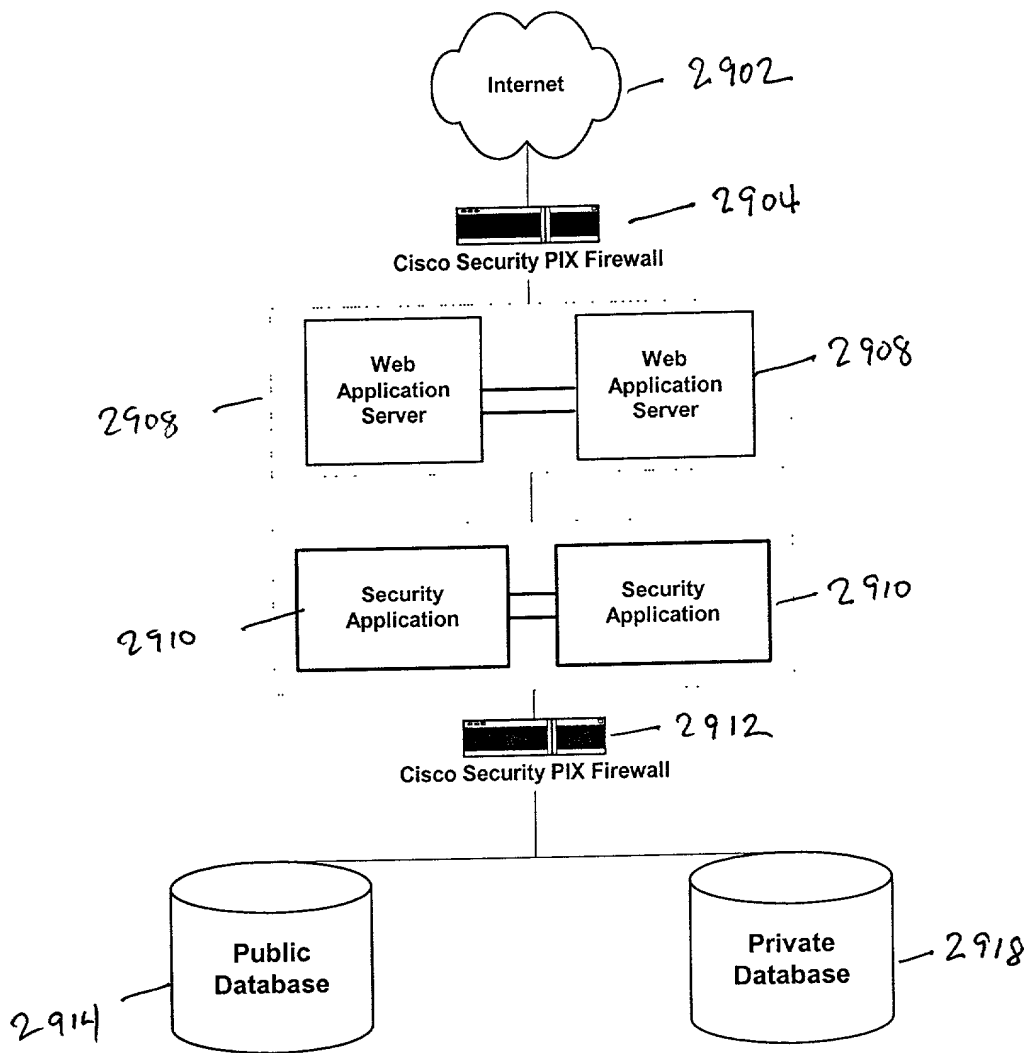 Internet
2902
2904
Cisco Security PIX Firewall
Web
Application
Server
Web
Application
Server
2908
2908
Security
Application
Security
Application
2910
2910
2912
Cisco Security PIX Firewall
Public
Database
Private
Database
2918
2914